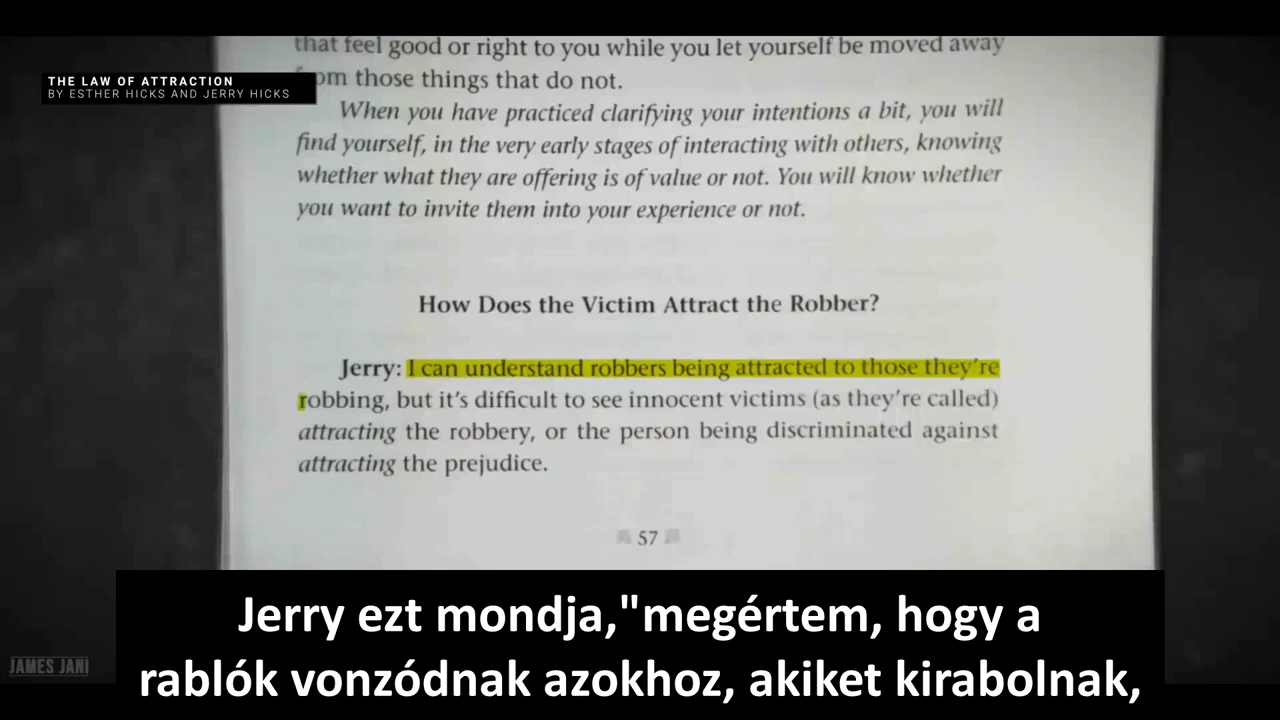 that feel good or right to you while you let yourself be moved away
from those things that do not.
THE LAW OF ATTRACTION
BY ESTHER HICKS AND JERRY HICKS
When you have practiced clarifying your intentions a bit, you will
find yourself, in the very early stages of interacting with others, knowing
whether what they are offering is of value or not. You will know whether
you want to invite them into your experience or not.
How Does the Victim Attract the Robber?
Jerry: I can understand robbers being attracted to those they're
robbing, but it's difficult to see innocent victims (as they're called)
attracting the robbery, or the person being discriminated against
attracting the prejudice.
57
Jerry ezt mondja,"megértem, hogy a
rablók vonzódnak azokhoz, akiket kirabolnak,
JAMES JANI